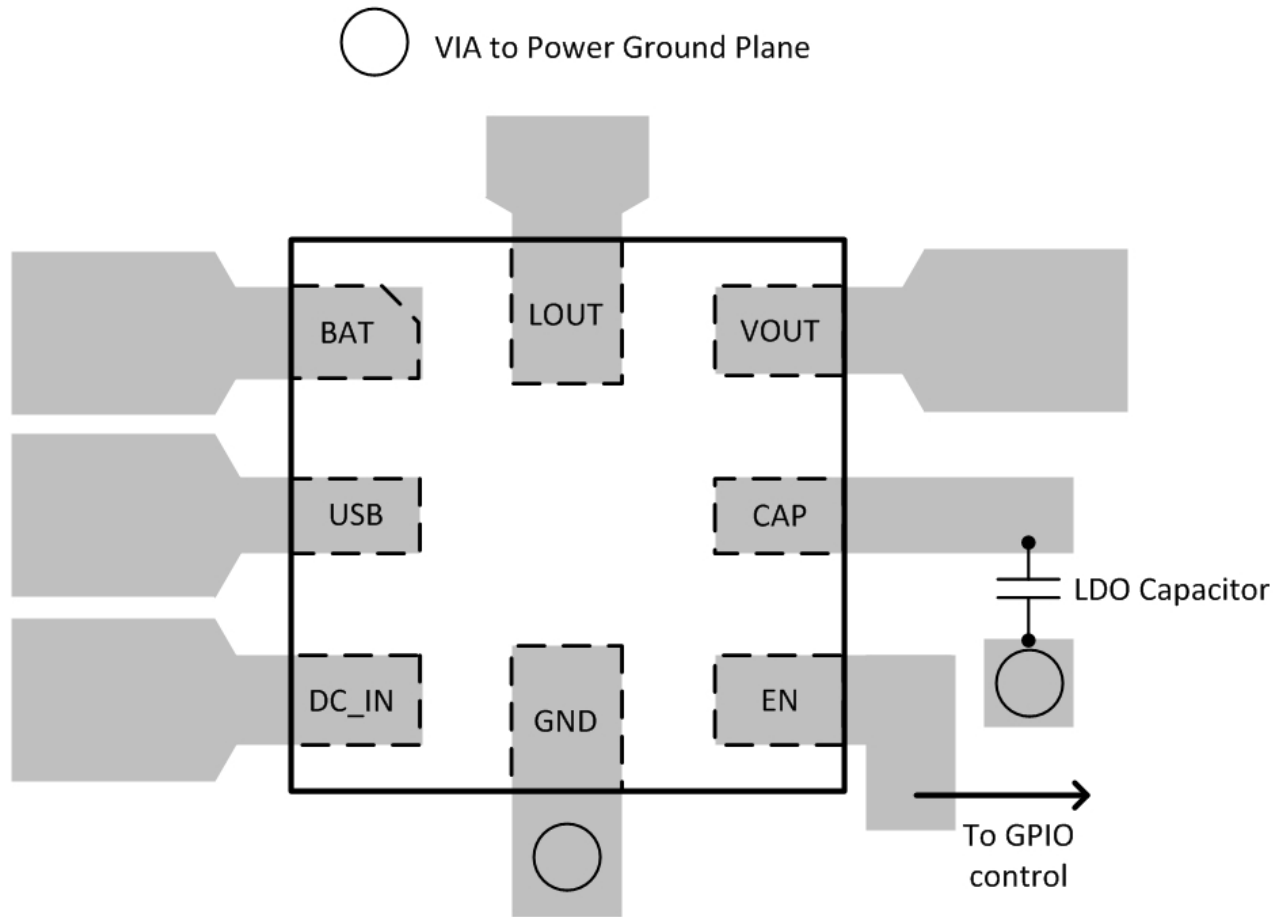 VIA to Power Ground Plane
LOUT
BAT
VOUT
USB
CAP
LDO Capacitor
DC_IN
GND
EN
To GPIO
control